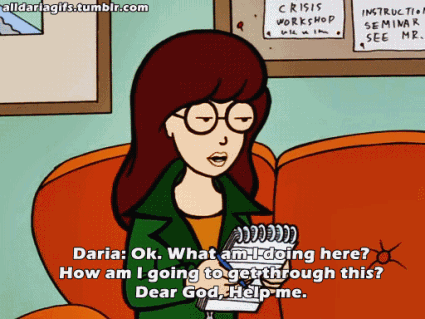 alldariagifs.tumblr.com
CRISIS
WORKSHOP
INSTRUCTIO
SEMINAR
SEE MR.
Daria: Ok. What am I doing here?
How am I going to get through this?
Dear God, Help me.